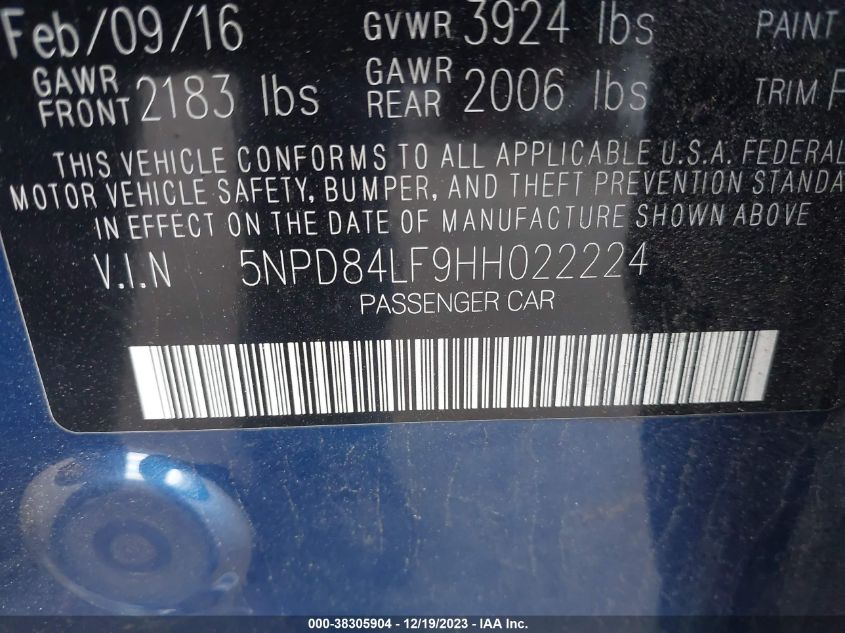 Feb/09/16 GVWR 3924 lbs PAINT
GAWR FRONT 2183 lbs GAWR REAR 2006 lbs TRIM
THIS VEHICLE CONFORMS TO ALL APPLICABLE U.S.A. FEDERAL
MOTOR VEHICLE SAFETY, BUMPER, AND THEFT PREVENTION STANDA
IN EFFECT ON THE DATE OF MANUFACTURE SHOWN ABOVE
V.I.N 5NPD84LF9HH022224
PASSENGER CAR
000-38305904 - 12/19/2023 - IAA Inc.